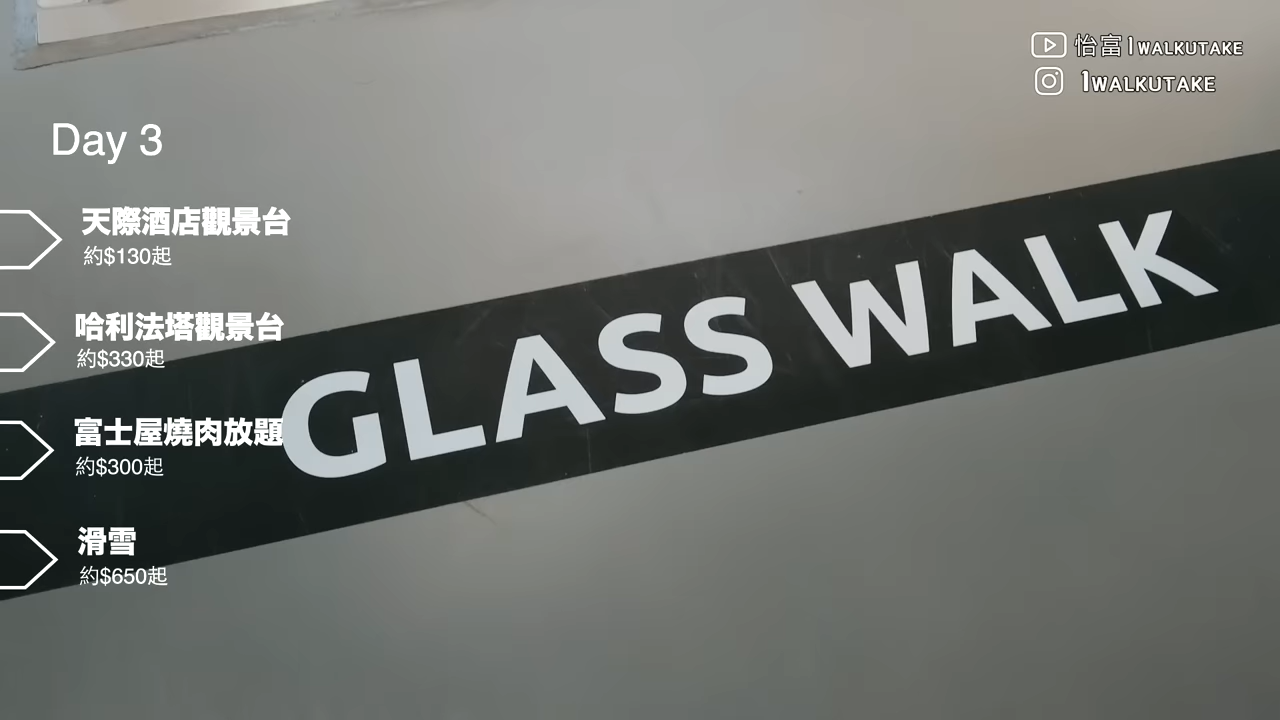 怡富1WALKUTAKE
1WALKUTAKE
Day 3
天際酒店觀景台
約$130起
哈利法塔觀景台
約$330起
富士屋燒肉放題
約$300起
滑雪
約$650起
GLASS WALK